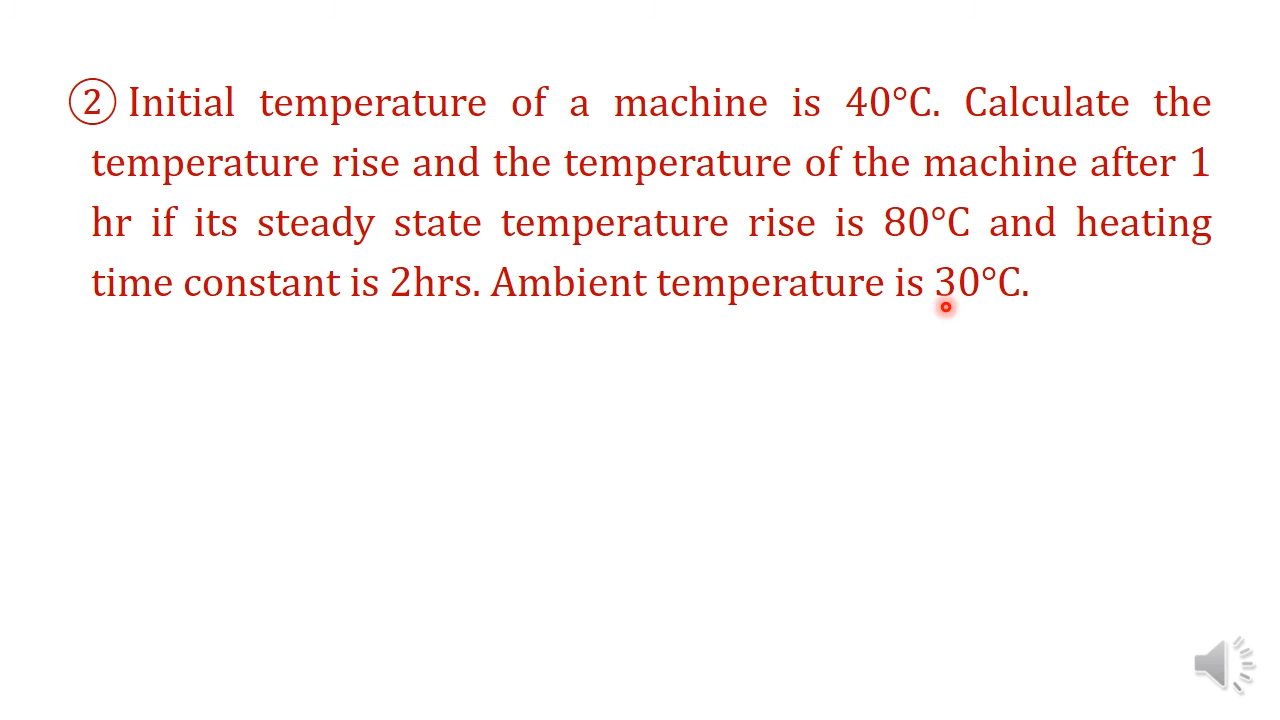 ② Initial temperature of a machine is 40°C. Calculate the
temperature rise and the temperature of the machine after 1
hr if its steady state temperature rise is 80°C and heating
time constant is 2hrs. Ambient temperature is 30°C.